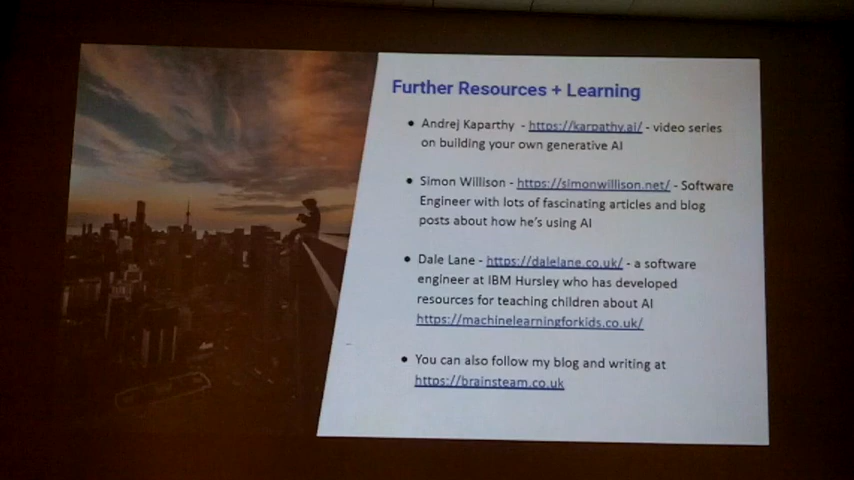 Further Resources + Learning
• Andrej Kaparthy - https://karpathy.ai/ - video series
on building your own generative AI
• Simon Willison - https://simonwillison.net/ - Software
Engineer with lots of fascinating articles and blog
posts about how he's using AI
• Dale Lane - https://dalelane.co.uk/ - a software
engineer at IBM Hursley who has developed
resources for teaching children about AI
https://machinelearningforkids.co.uk/
• You can also follow my blog and writing at
https://brainsteam.co.uk